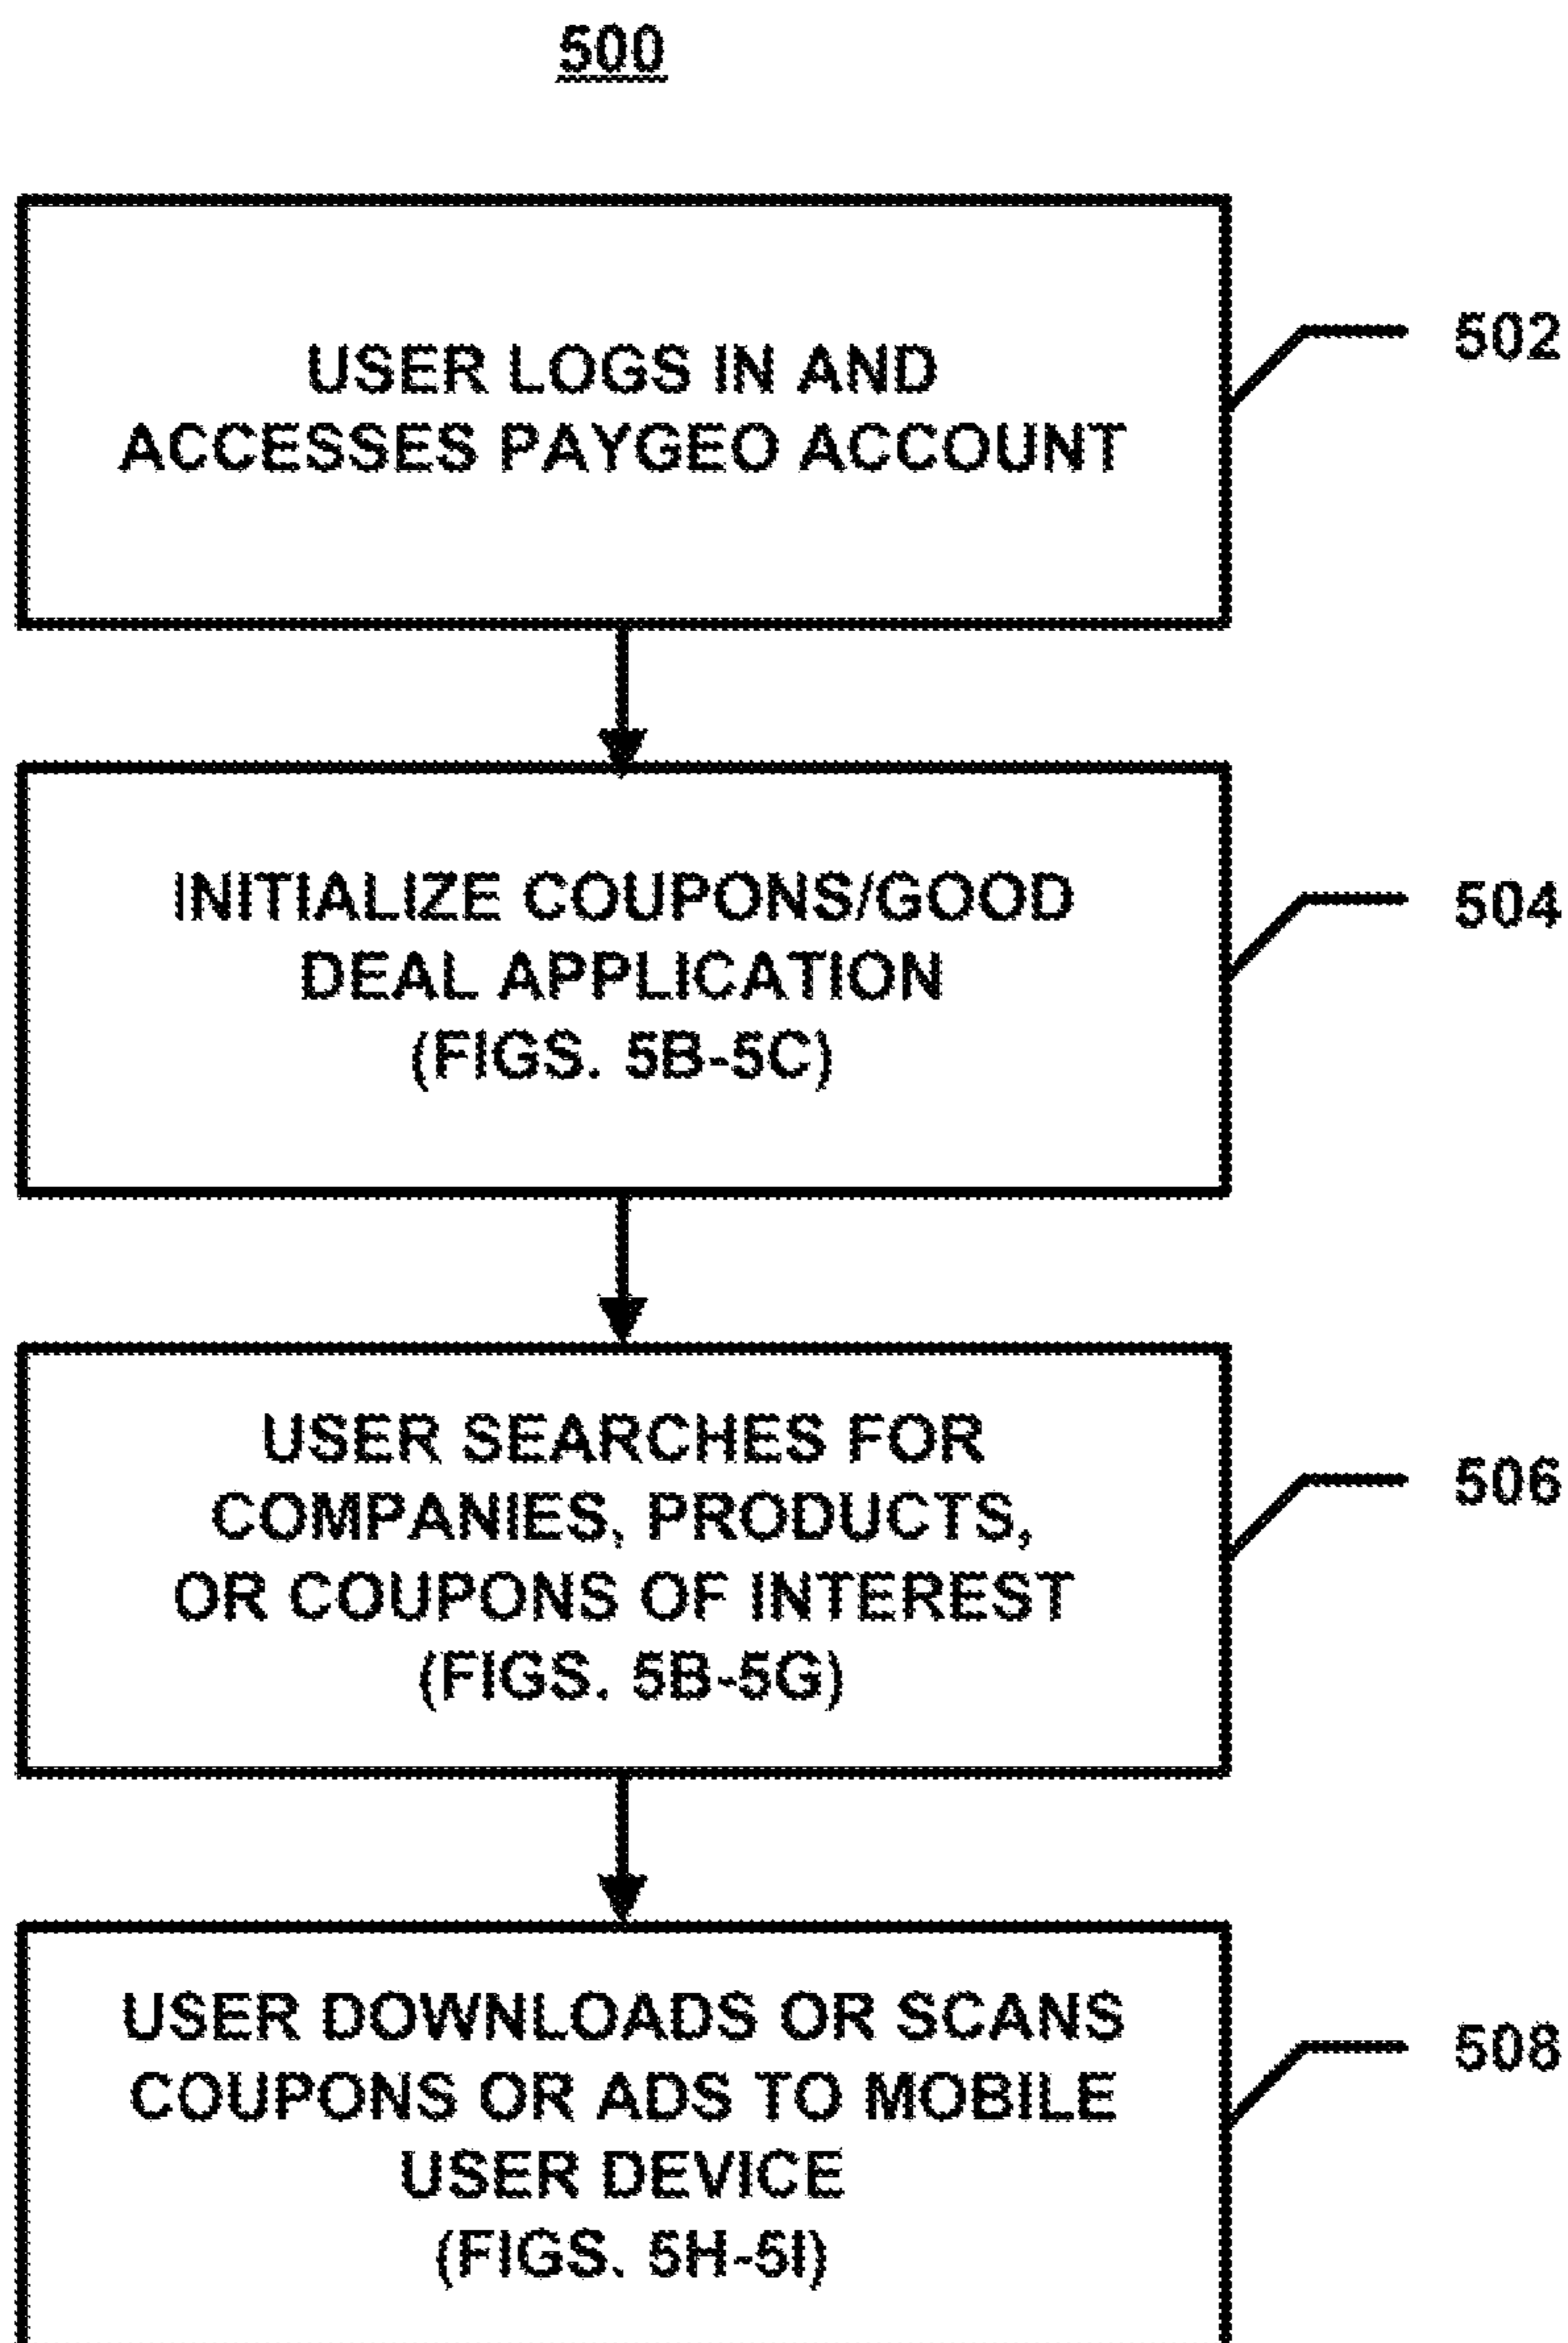 500
USER LOGS IN AND
ACCESSES PAYGEO ACCOUNT
502
INITIALIZE COUPONS/GOOD
DEAL APPLICATION
(FIGS. 5B-5C)
504
USER SEARCHES FOR
COMPANIES, PRODUCTS,
OR COUPONS OF INTEREST
(FIGS. 5B-5G)
506
USER DOWNLOADS OR SCANS
COUPONS OR ADS TO MOBILE
USER DEVICE
(FIGS. 5H-5I)
508